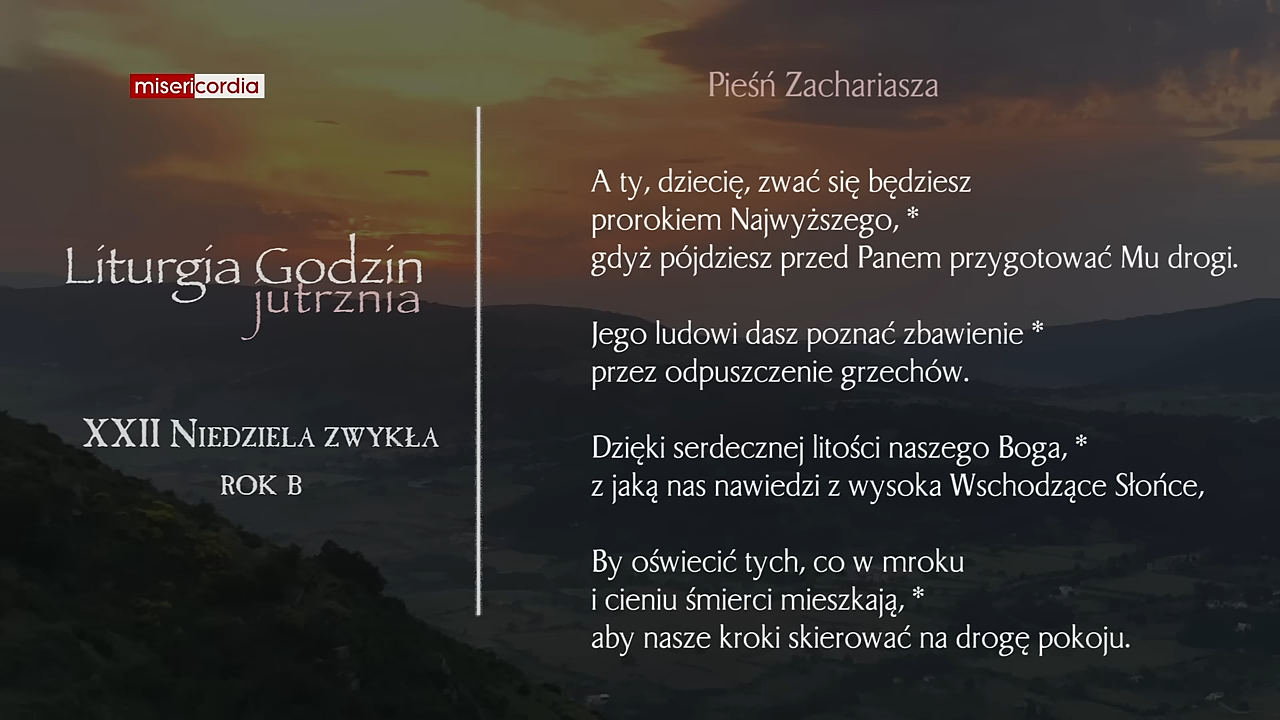 misericordia
Liturgia Godzin
jutrznia
XXII Niedziela zwykła
rok B
Pieśń Zachariasza
A ty, dziecię, zwać się będziesz
prorokiem Najwyższego, *
gdyż pójdziesz przed Panem przygotować Mu drogi.
Jego ludowi dasz poznać zbawienie *
przez odpuszczenie grzechów.
Dzięki serdecznej litości naszego Boga, *
z jaką nas nawiedzi z wysoka Wschodzące Słońce,
By oświecić tych, co w mroku
i cieniu śmierci mieszkają, *
aby nasze kroki skierować na drogę pokoju.